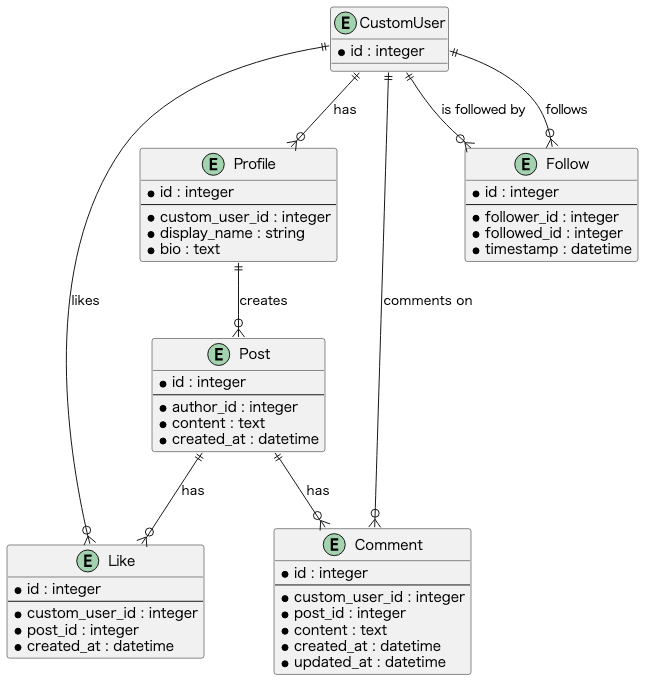 E CustomUser
id : integer
has
is followed by
follows
E Profile
id : integer
custom_user_id : integer
display_name : string
bio : text
E Follow
id : integer
follower_id : integer
followed_id : integer
timestamp : datetime
likes
creates
comments on
E Post
id : integer
author_id : integer
content : text
created_at : datetime
has
has
E Like
id : integer
custom_user_id : integer
post_id : integer
created_at : datetime
E Comment
id : integer
custom_user_id : integer
post_id : integer
content : text
created_at : datetime
updated_at : datetime